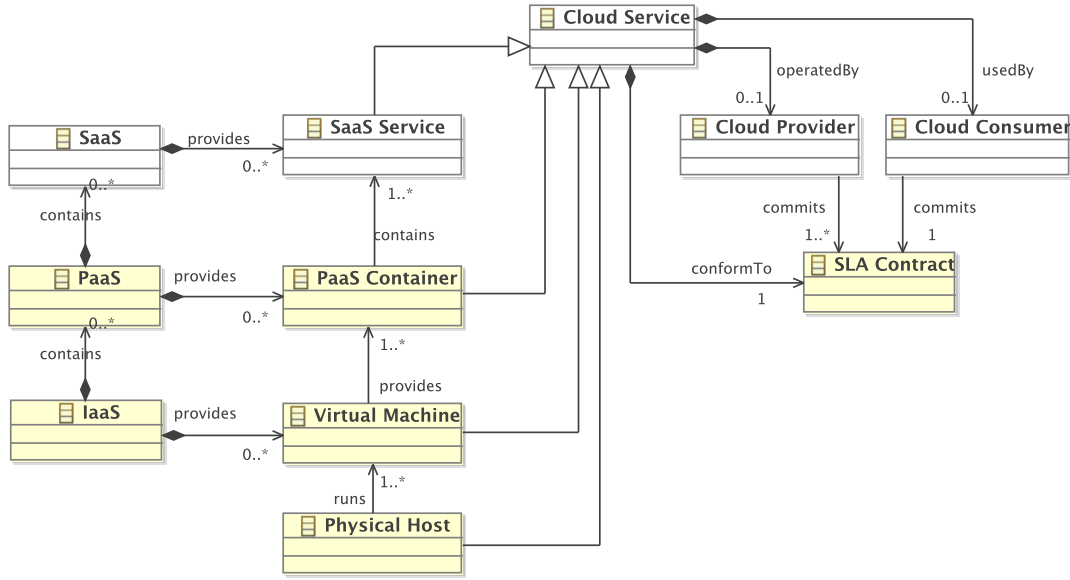 Cloud Service
operatedBy
usedBy
0..1
0..1
SaaS
provides
0..*
SaaS Service
Cloud Provider
Cloud Consumer
0..*
contains
1..*
contains
commits
commits
1..*
1
PaaS
provides
0..*
PaaS Container
conformTo
1
SLA Contract
0..*
contains
1..*
provides
IaaS
provides
0..*
Virtual Machine
1..*
runs
Physical Host